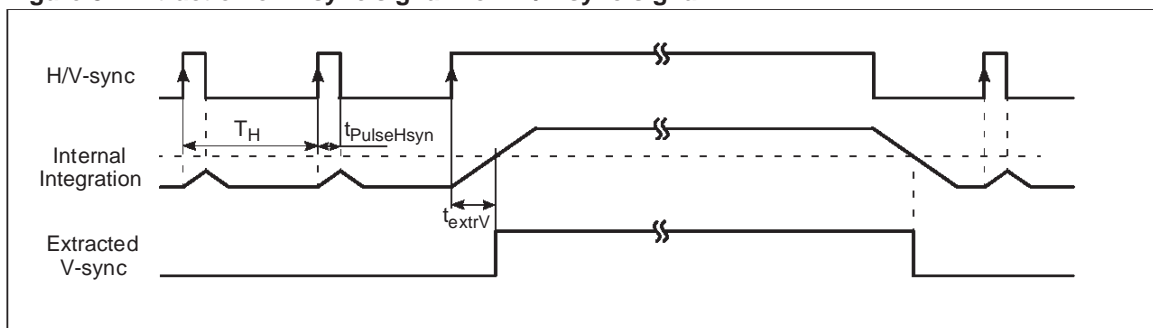 H/V-sync
T_H
t_PulseHsyn
Internal
Integration
t_extrV
Extracted
V-sync